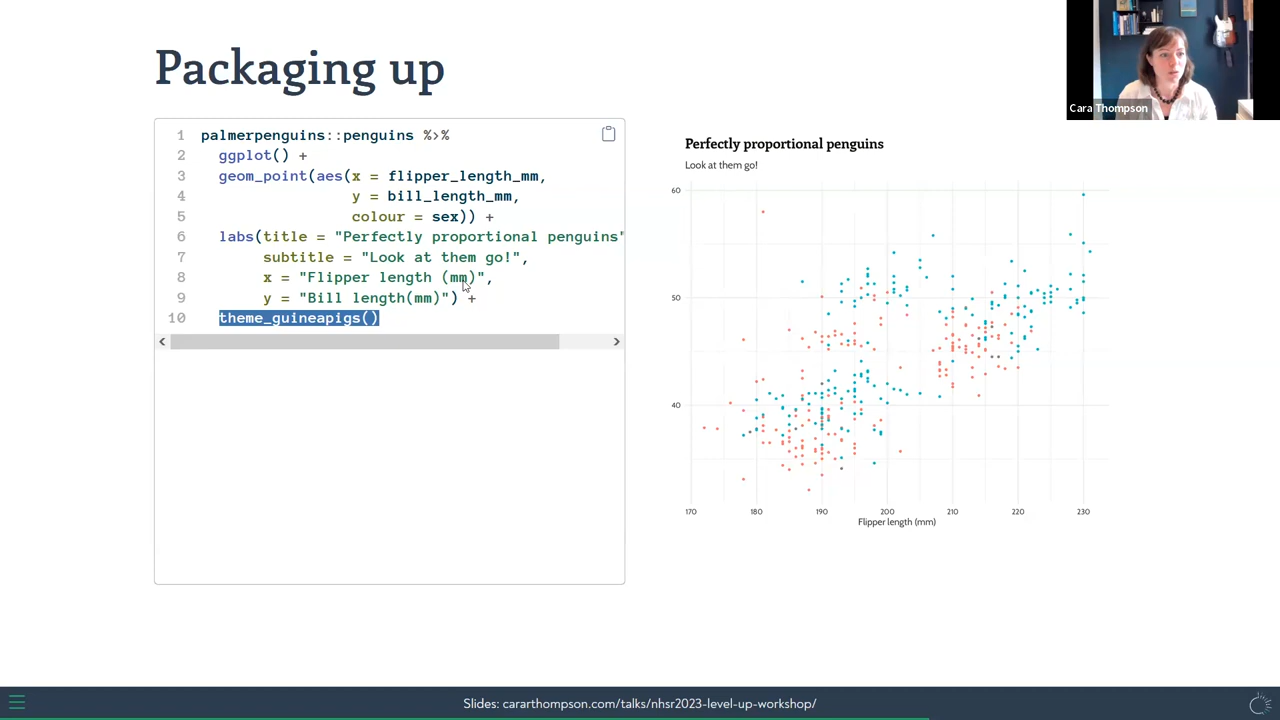 Packaging up
Cara Thompson
1 palmerpenguins::penguins %>%
2 ggplot() +
3 geom_point(aes(x = flipper_length_mm,
4 y = bill_length_mm,
5 colour = sex)) +
6 labs(title = "Perfectly proportional penguins"
7 subtitle = "Look at them go!",
8 x = "Flipper length (mm)",
9 y = "Bill length(mm)") +
10 theme_guineapigs()
Perfectly proportional penguins
Look at them go!
60
50
40
170 180 190 200 210 220 230
Flipper length (mm)
Slides: cararthompson.com/talks/nhsr2023-level-up-workshop/